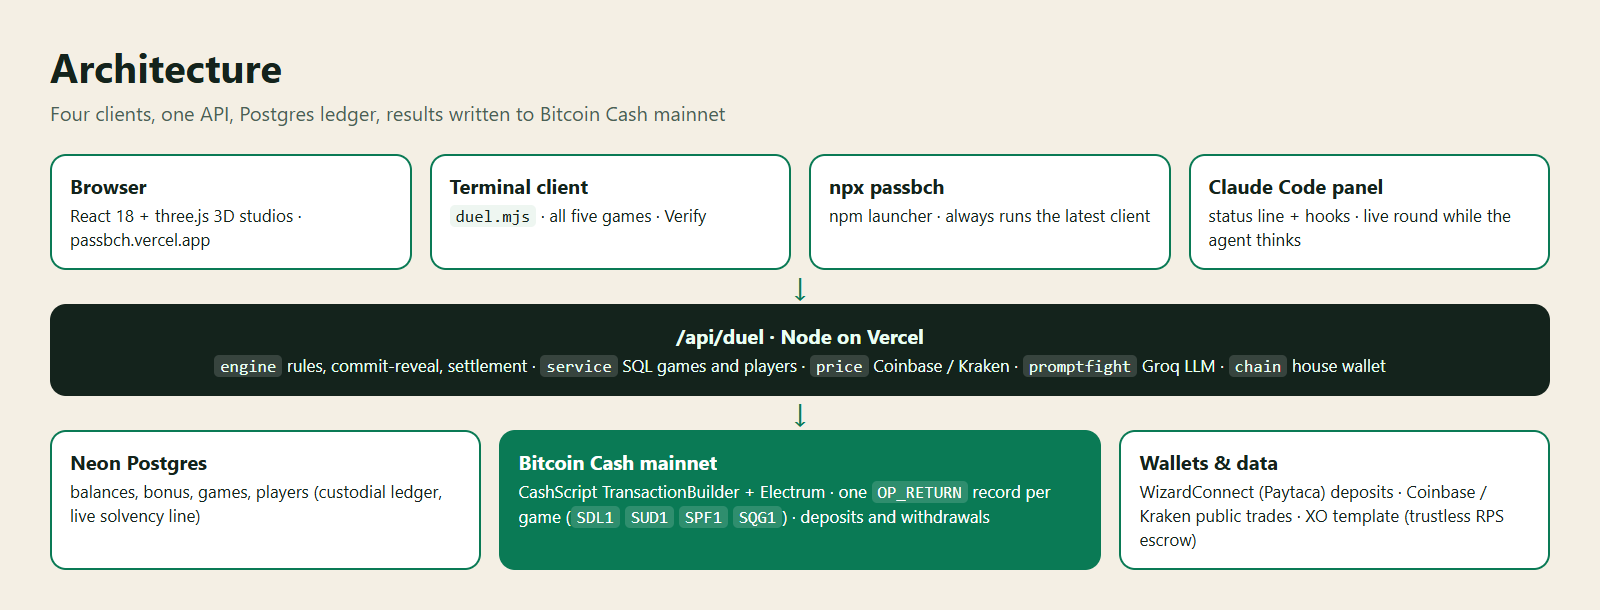 Architecture
Four clients, one API, Postgres ledger, results written to Bitcoin Cash mainnet
Browser
React 18 + three.js 3D studios ·
passbch.vercel.app
Terminal client
duel.mjs · all five games · Verify
npx passbch
npm launcher · always runs the latest client
Claude Code panel
status line + hooks · live round while the
agent thinks
↓
/api/duel · Node on Vercel
engine rules, commit-reveal, settlement · service SQL games and players · price Coinbase / Kraken · promptfight Groq LLM · chain house wallet
↓
Neon Postgres
balances, bonus, games, players (custodial ledger,
live solvency line)
Bitcoin Cash mainnet
CashScript TransactionBuilder + Electrum · one OP_RETURN record per
game (SDL1 SUD1 SPF1 SQG1) · deposits and withdrawals
Wallets & data
WizardConnect (Paytaca) deposits · Coinbase /
Kraken public trades · XO template (trustless RPS
escrow)